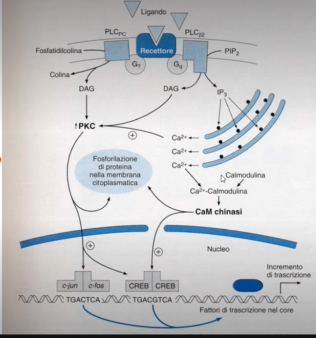 Ligando
PLCPC
PLCβ2
Fosfatidilcolina
Recettore
PIP2
G?
Gq
Colina
DAG
DAG
IP3
↑PKC
+
Ca2+
Ca2+
Ca2+
Fosforilazione
di proteina
nella membrana
citoplasmatica
Calmodulina
Ca2+-Calmodulina
CaM chinasi
Nucleo
+
+
Incremento
di trascrizione
c-jun
c-fos
CREB
CREB
TGACTCA
TGACGTCA
Fattori di trascrizione nel core